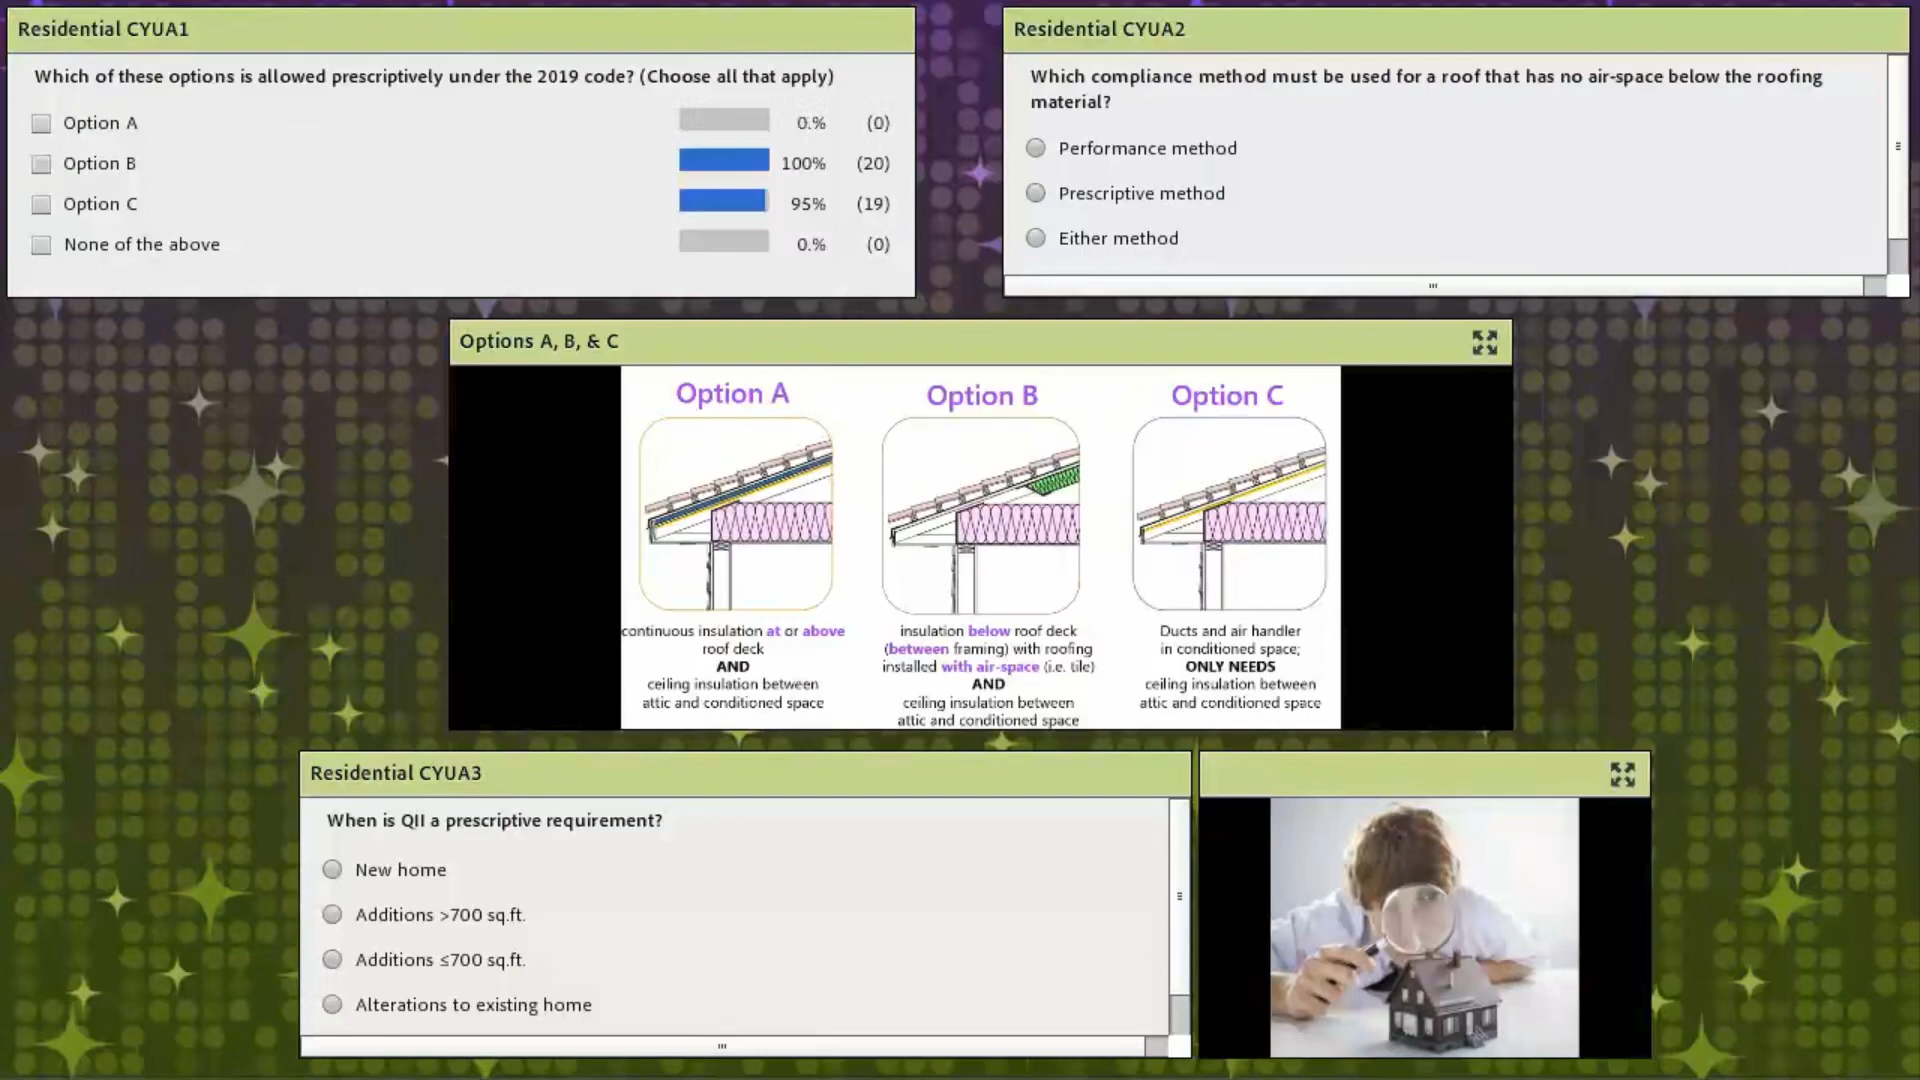 Residential CYUA1
Which of these options is allowed prescriptively under the 2019 code? (Choose all that apply)
Option A 0.% (0)
Option B 100% (20)
Option C 95% (19)
None of the above 0.% (0)
Residential CYUA2
Which compliance method must be used for a roof that has no air-space below the roofing
material?
Performance method
Prescriptive method
Either method
Options A, B, & C
Option A
continuous insulation at or above
roof deck
AND
ceiling insulation between
attic and conditioned space
Option B
insulation below roof deck
(between framing) with roofing
installed with air-space (i.e. tile)
AND
ceiling insulation between
attic and conditioned space
Option C
Ducts and air handler
in conditioned space;
ONLY NEEDS
ceiling insulation between
attic and conditioned space
Residential CYUA3
When is QII a prescriptive requirement?
New home
Additions >700 sq.ft.
Additions ≤700 sq.ft.
Alterations to existing home